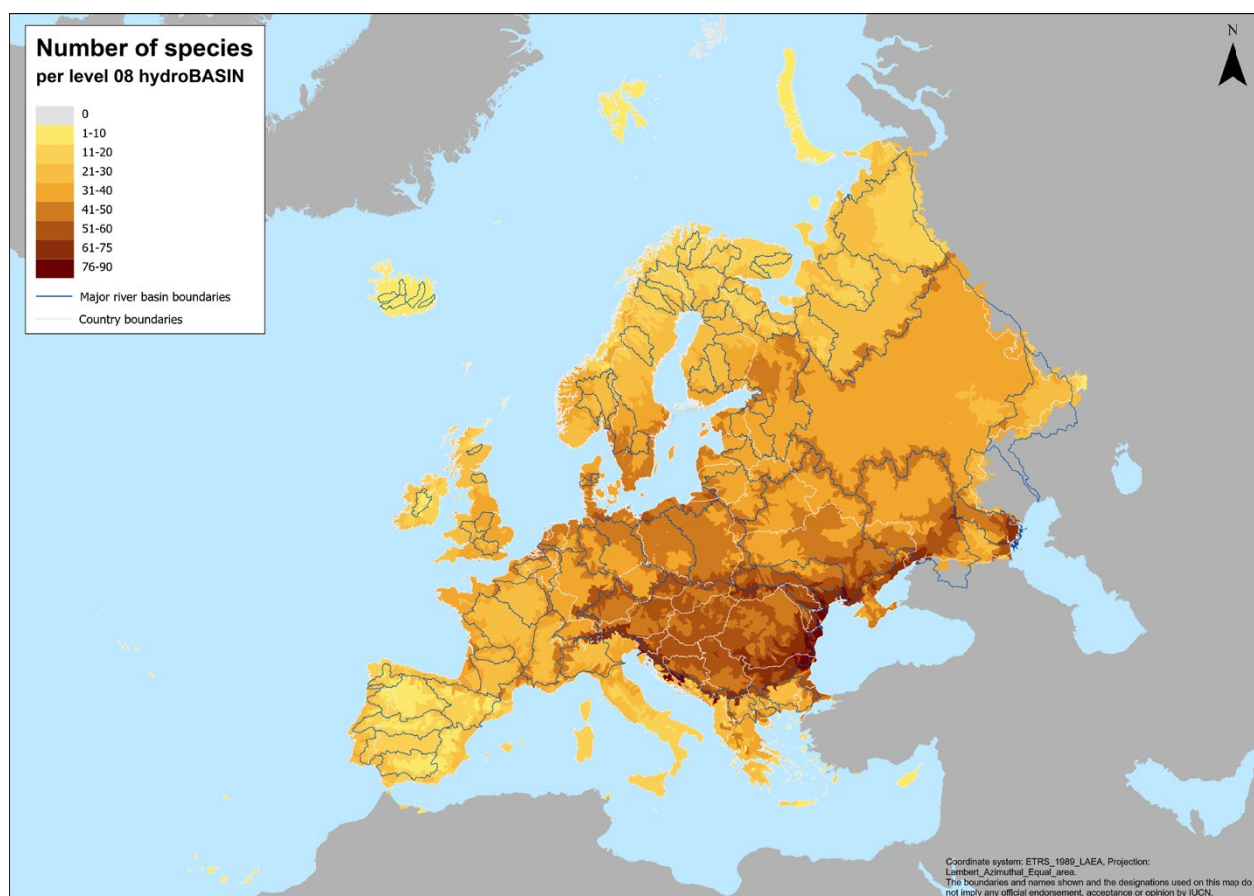 Number of species
per level 08 hydroBASIN
0
1-10
11-20
21-30
31-40
41-50
51-60
61-75
76-90
Major river basin boundaries
Country boundaries
N
Coordinate system: ETRS_1989_LAEA, Projection:
Lambert_Azimuthal_Equal_area.
The boundaries and names shown and the designations used on this map do
not imply any official endorsement, acceptance or opinion by IUCN.